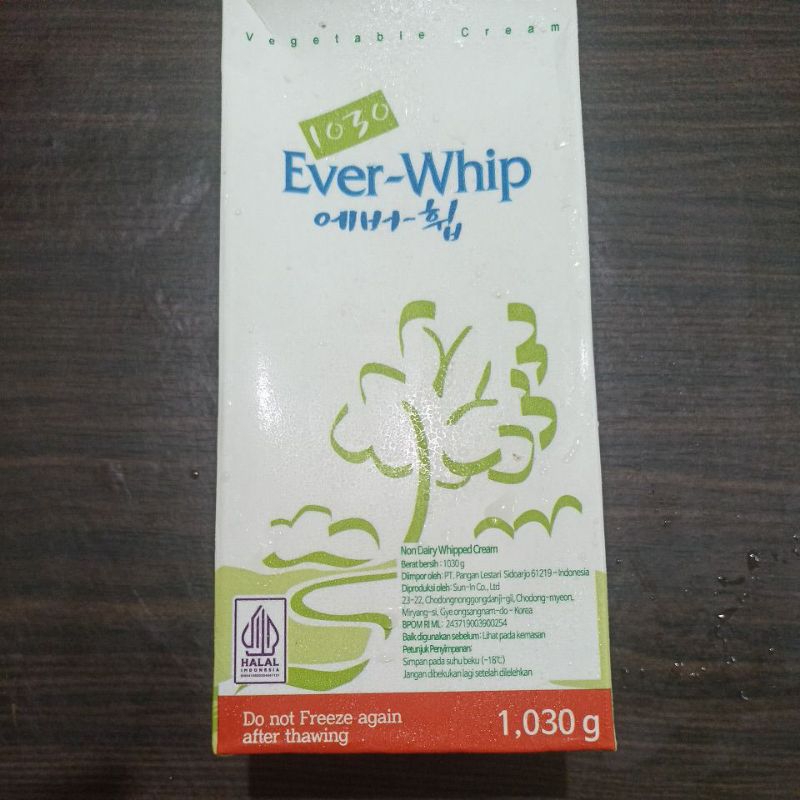 Vegetable Cream
1030
Ever-Whip
에버-휩
Non Dairy Whipped Cream
Berat bersih : 1030 g
Diimpor oleh: PT. Pangan Lestari Sidoarjo 61219 - Indonesia
Diproduksi oleh: Sun-In Co., Ltd
23-22, Chodongnonggongdanji-gil, Chodong-myeon,
Miryang-si, Gyeongsangnam-do - Korea
BPOM RI ML: 243719003900254
Baik digunakan sebelum: Lihat pada kemasan
Petunjuk Penyimpanan:
Simpan pada suhu beku (-18℃)
Jangan dibekukan lagi setelah dilelehkan
HALAL
INDONESIA
Do not Freeze again
after thawing
1,030 g